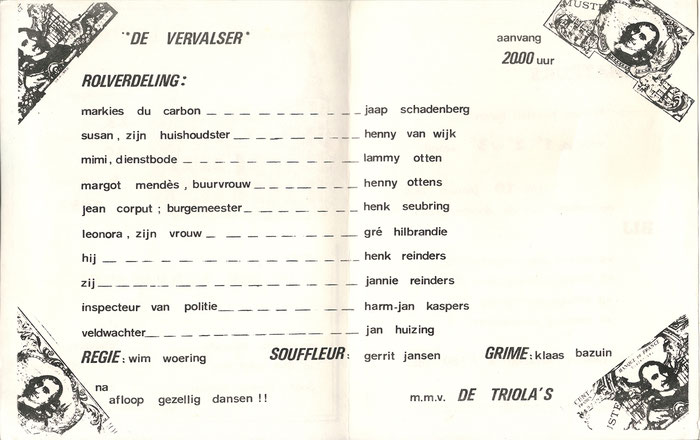 "*DE VERVALSER*
aanvang
20.00 uur
ROLVERDELING:
markies du carbon _ _ _ _ _ _ _ _ jaap schadenberg
susan, zijn huishoudster _ _ _ _ _ _ _ henny van wijk
mimi, dienstbode _ _ _ _ _ _ _ _ lammy otten
margot mendès, buurvrouw _ _ _ _ _ _ henny ottens
jean corput; burgemeester _ _ _ _ _ _ henk seubring
leonora, zijn vrouw _ _ _ _ _ _ _ _ gré hilbrandie
hij _ _ _ _ _ _ _ _ _ _ _ _ henk reinders
zij _ _ _ _ _ _ _ _ _ _ _ _ jannie reinders
inspecteur van politie _ _ _ _ _ _ _ harm-jan kaspers
veldwachter _ _ _ _ _ _ _ _ _ _ jan huizing
REGIE: wim woering SOUFFLEUR: gerrit jansen GRIME: klaas bazuin
na
afloop gezellig dansen !!
m.m.v. DE TRIOLA'S